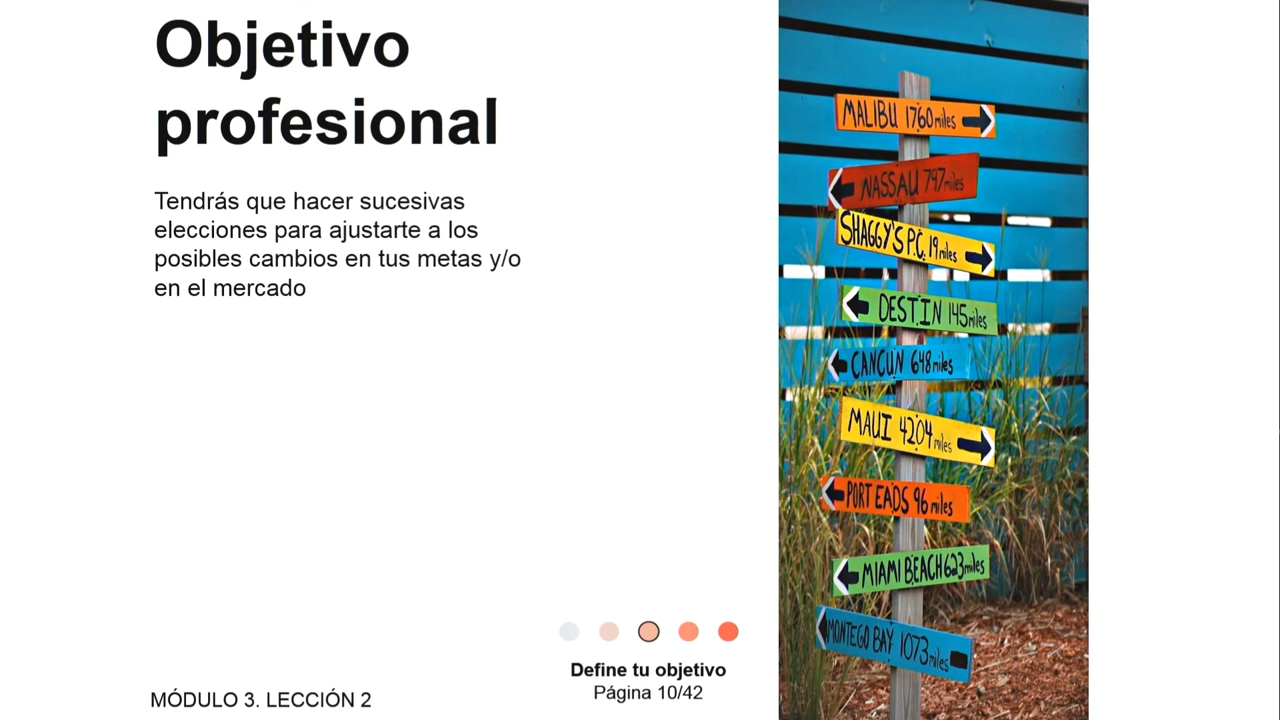 Objetivo
profesional
Tendrás que hacer sucesivas
elecciones para ajustarte a los
posibles cambios en tus metas y/o
en el mercado
MALIBU 1760 miles
NASSAU 797 miles
SHAGGY'S P.C. 19 miles
DESTIN 145 miles
CANCUN 648 miles
MAUI 4204 miles
PORT EADS 96 miles
MIAMI BEACH 623 miles
MONTEGO BAY 1073 miles
Define tu objetivo
Página 10/42
MÓDULO 3. LECCIÓN 2